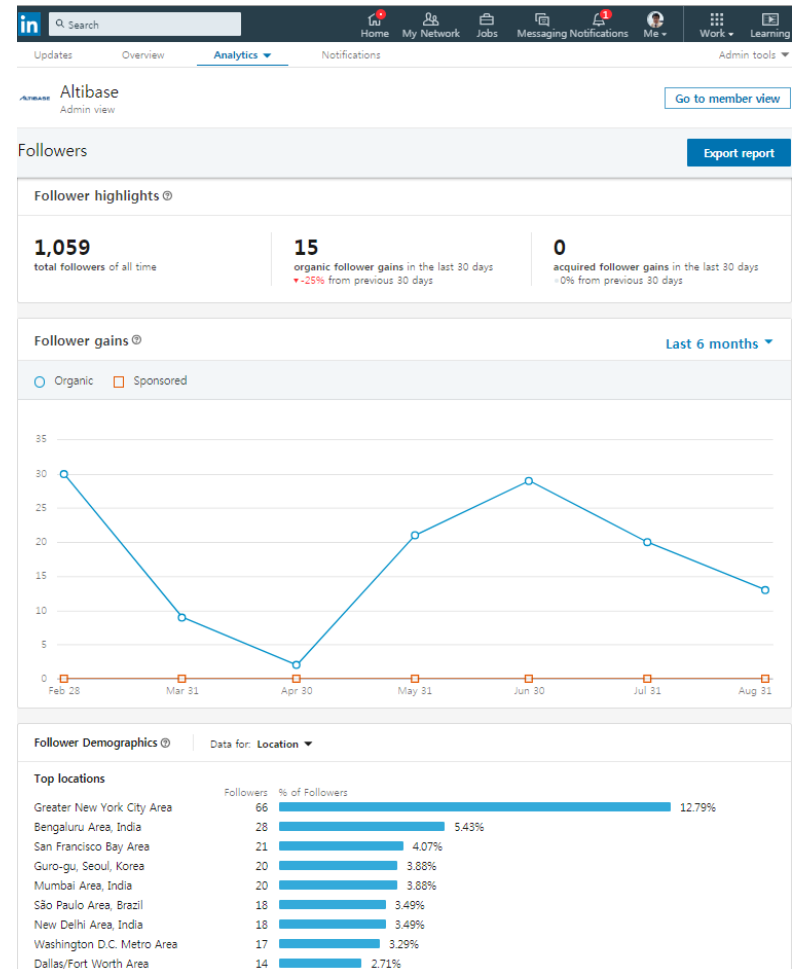 in Search Home My Network Jobs Messaging Notifications 1 Me Work Learning
Updates Overview Analytics Notifications Admin tools
ALTIBASE Altibase
Admin view
Go to member view
Followers
Export report
Follower highlights
1,059 15 0
total followers of all time organic follower gains in the last 30 days acquired follower gains in the last 30 days
-25% from previous 30 days 0% from previous 30 days
Follower gains Last 6 months
Organic Sponsored
35
30
25
20
15
10
5
0
Feb 28 Mar 31 Apr 30 May 31 Jun 30 Jul 31 Aug 31
Follower Demographics Data for: Location
Top locations
Followers % of Followers
Greater New York City Area 66 12.79%
Bengaluru Area, India 28 5.43%
San Francisco Bay Area 21 4.07%
Guro-gu, Seoul, Korea 20 3.88%
Mumbai Area, India 20 3.88%
São Paulo Area, Brazil 18 3.49%
New Delhi Area, India 18 3.49%
Washington D.C. Metro Area 17 3.29%
Dallas/Fort Worth Area 14 2.71%